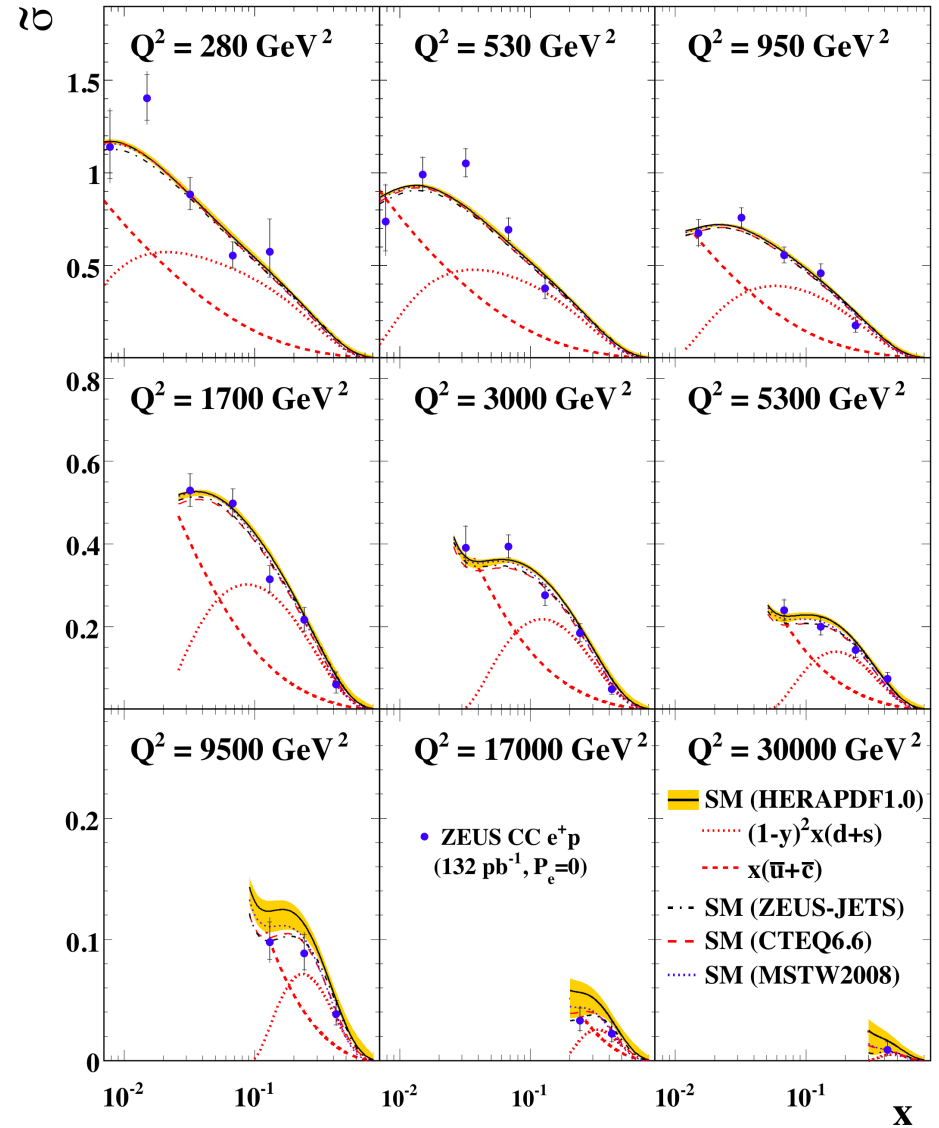 σ̃
Q² = 280 GeV²
Q² = 530 GeV²
Q² = 950 GeV²
1.5
1
0.5
Q² = 1700 GeV²
Q² = 3000 GeV²
Q² = 5300 GeV²
0.8
0.6
0.4
0.2
Q² = 9500 GeV²
Q² = 17000 GeV²
Q² = 30000 GeV²
0.2
0.1
0
ZEUS CC e⁺p
(132 pb⁻¹, Pₑ=0)
SM (HERAPDF1.0)
(1-y)²x(d+s)
x(u̅+c̅)
SM (ZEUS-JETS)
SM (CTEQ6.6)
SM (MSTW2008)
10⁻² 10⁻¹ 10⁻² 10⁻¹ 10⁻² 10⁻¹
x